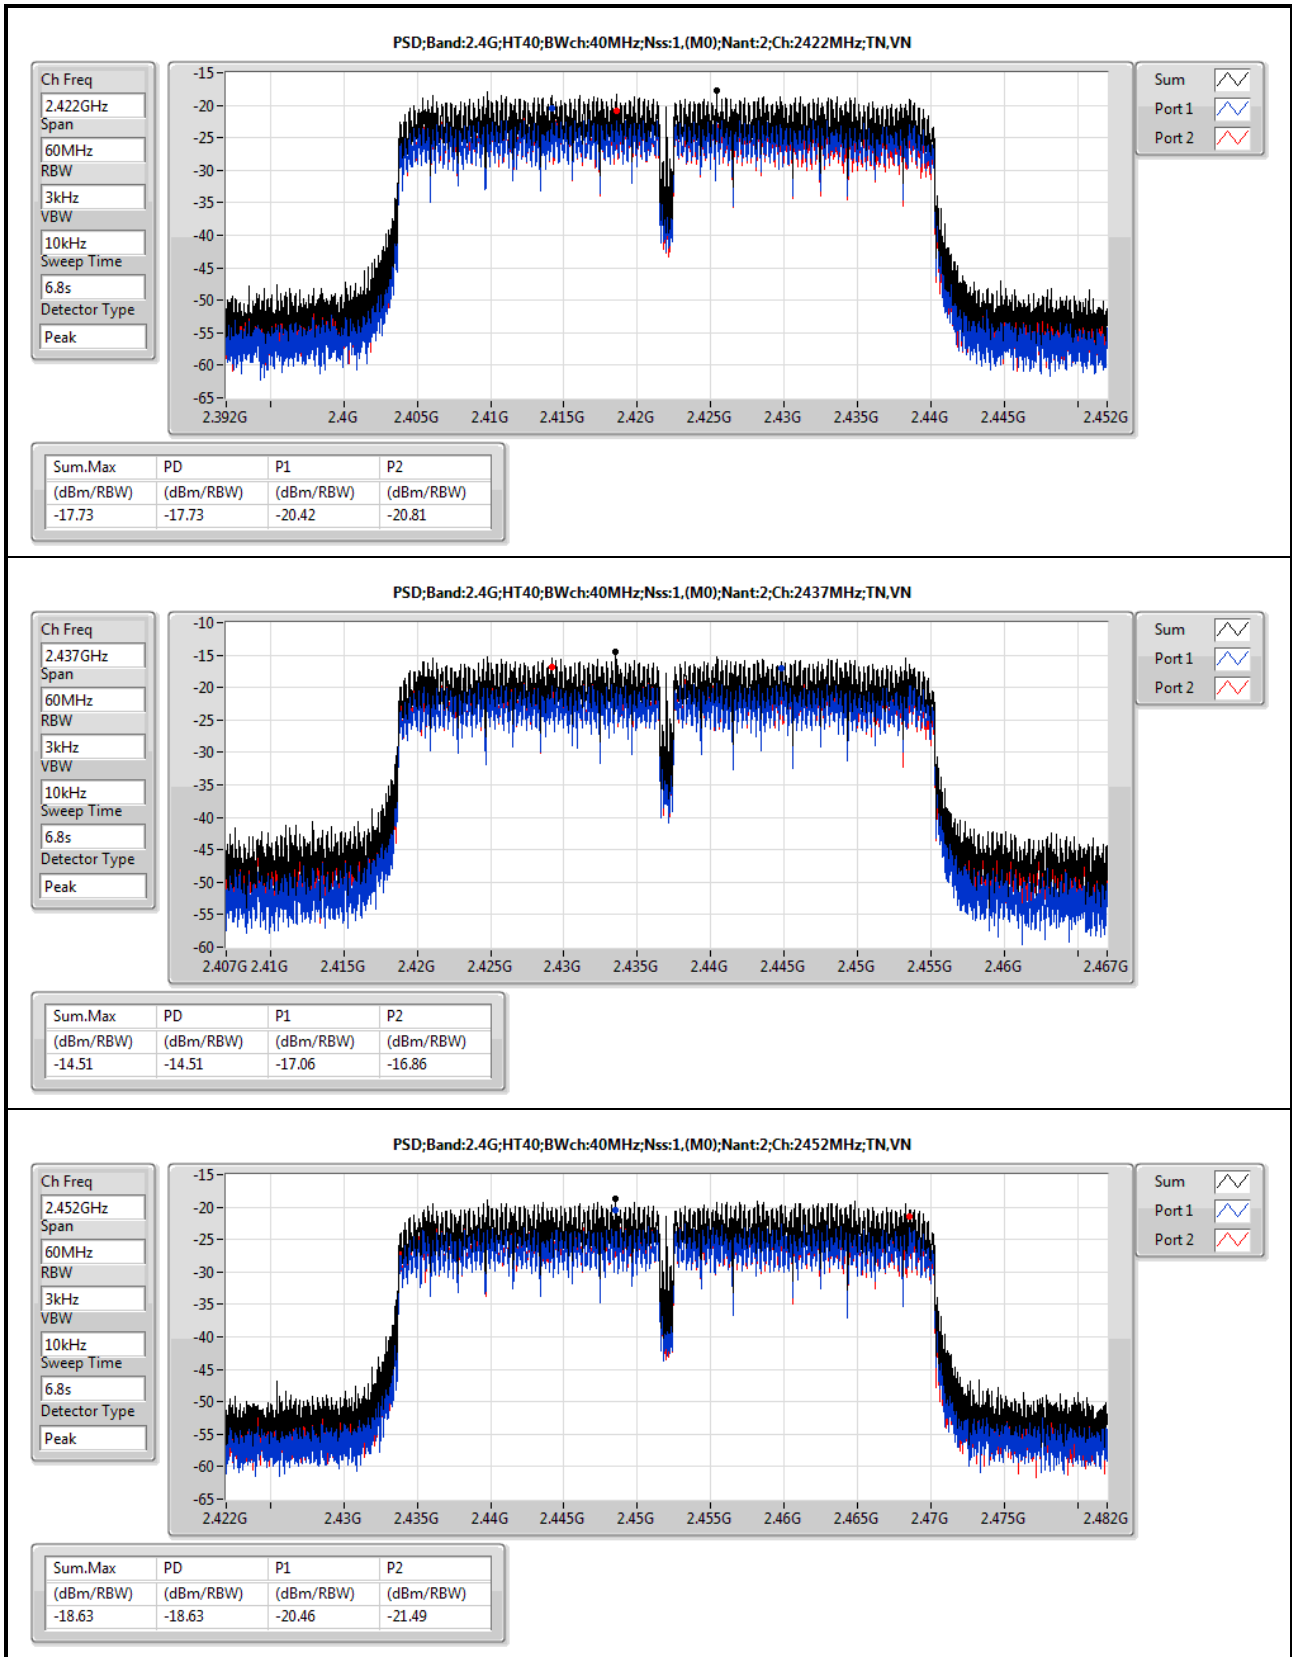 PSD;Band:2.4G;HT40;BWch:40MHz;Nss:1,(M0);Nant:2;Ch:2422MHz;TN,VN
Ch Freq
2.422GHz
Span
60MHz
RBW
3kHz
VBW
10kHz
Sweep Time
6.8s
Detector Type
Peak
-15
-20
-25
-30
-35
-40
-45
-50
-55
-60
-65
2.392G 2.4G 2.405G 2.41G 2.415G 2.42G 2.425G 2.43G 2.435G 2.44G 2.445G 2.452G
Sum
Port 1
Port 2
Sum.Max PD P1 P2
(dBm/RBW) (dBm/RBW) (dBm/RBW) (dBm/RBW)
-17.73 -17.73 -20.42 -20.81
PSD;Band:2.4G;HT40;BWch:40MHz;Nss:1,(M0);Nant:2;Ch:2437MHz;TN,VN
Ch Freq
2.437GHz
Span
60MHz
RBW
3kHz
VBW
10kHz
Sweep Time
6.8s
Detector Type
Peak
-10
-15
-20
-25
-30
-35
-40
-45
-50
-55
-60
2.407G 2.41G 2.415G 2.42G 2.425G 2.43G 2.435G 2.44G 2.445G 2.45G 2.455G 2.46G 2.467G
Sum
Port 1
Port 2
Sum.Max PD P1 P2
(dBm/RBW) (dBm/RBW) (dBm/RBW) (dBm/RBW)
-14.51 -14.51 -17.06 -16.86
PSD;Band:2.4G;HT40;BWch:40MHz;Nss:1,(M0);Nant:2;Ch:2452MHz;TN,VN
Ch Freq
2.452GHz
Span
60MHz
RBW
3kHz
VBW
10kHz
Sweep Time
6.8s
Detector Type
Peak
-15
-20
-25
-30
-35
-40
-45
-50
-55
-60
-65
2.422G 2.43G 2.435G 2.44G 2.445G 2.45G 2.455G 2.46G 2.465G 2.47G 2.475G 2.482G
Sum
Port 1
Port 2
Sum.Max PD P1 P2
(dBm/RBW) (dBm/RBW) (dBm/RBW) (dBm/RBW)
-18.63 -18.63 -20.46 -21.49